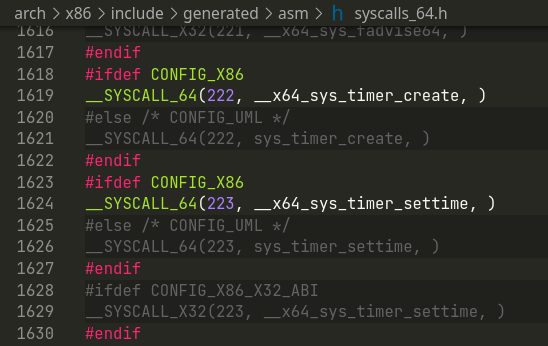 arch > x86 > include > generated > asm > h syscalls_64.h
1616 __SYSCALL_X32(221, __x64_sys_fadvise64, )
1617 #endif
1618 #ifdef CONFIG_X86
1619 __SYSCALL_64(222, __x64_sys_timer_create, )
1620 #else /* CONFIG_UML */
1621 __SYSCALL_64(222, sys_timer_create, )
1622 #endif
1623 #ifdef CONFIG_X86
1624 __SYSCALL_64(223, __x64_sys_timer_settime, )
1625 #else /* CONFIG_UML */
1626 __SYSCALL_64(223, sys_timer_settime, )
1627 #endif
1628 #ifdef CONFIG_X86_X32_ABI
1629 __SYSCALL_X32(223, __x64_sys_timer_settime, )
1630 #endif